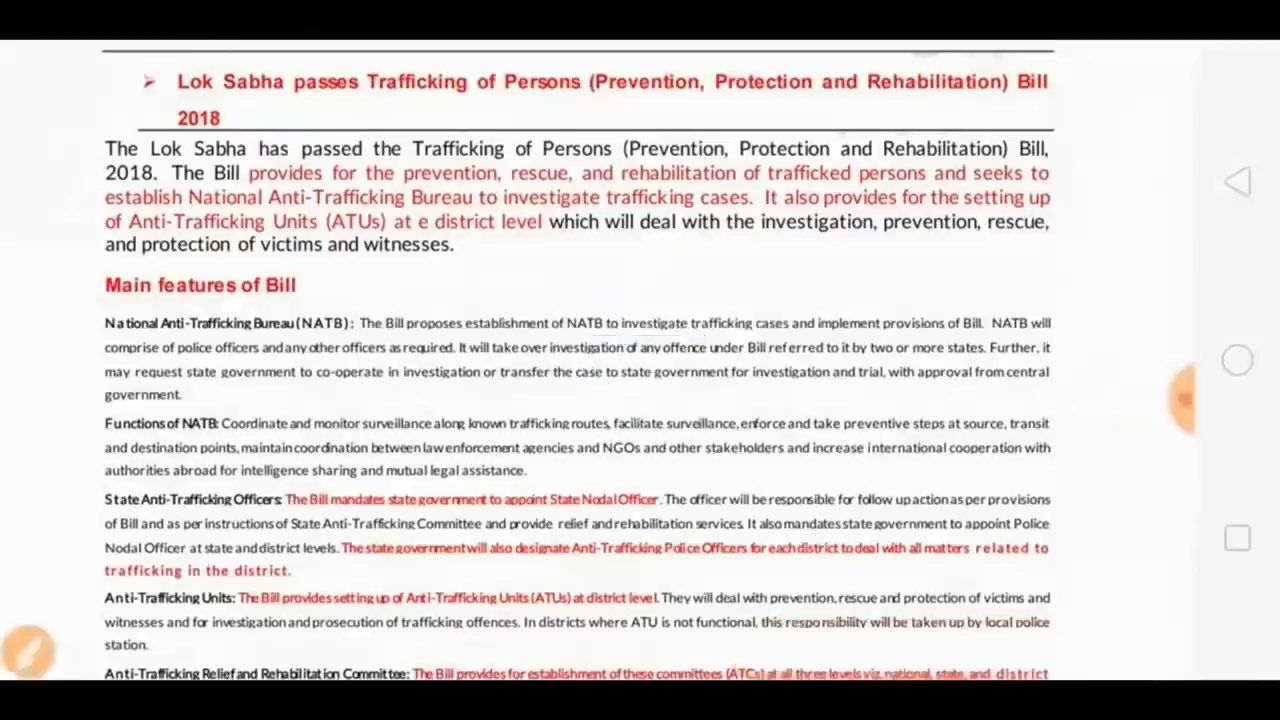 ➢ Lok Sabha passes Trafficking of Persons (Prevention, Protection and Rehabilitation) Bill
2018
The Lok Sabha has passed the Trafficking of Persons (Prevention, Protection and Rehabilitation) Bill,
2018. The Bill provides for the prevention, rescue, and rehabilitation of trafficked persons and seeks to
establish National Anti-Trafficking Bureau to investigate trafficking cases. It also provides for the setting up
of Anti-Trafficking Units (ATUs) at e district level which will deal with the investigation, prevention, rescue,
and protection of victims and witnesses.
Main features of Bill
National Anti-Trafficking Bureau (NATB): The Bill proposes establishment of NATB to investigate trafficking cases and implement provisions of Bill. NATB will
comprise of police officers and any other officers as required. It will take over investigation of any offence under Bill referred to it by two or more states. Further, it
may request state government to co-operate in investigation or transfer the case to state government for investigation and trial, with approval from central
government.
Functions of NATB: Coordinate and monitor surveillance along known trafficking routes, facilitate surveillance, enforce and take preventive steps at source, transit
and destination points, maintain coordination between law enforcement agencies and NGOs and other stakeholders and increase international cooperation with
authorities abroad for intelligence sharing and mutual legal assistance.
State Anti-Trafficking Officers: The Bill mandates state government to appoint State Nodal Officer. The officer will be responsible for follow up action as per provisions
of Bill and as per instructions of State Anti-Trafficking Committee and provide relief and rehabilitation services. It also mandates state government to appoint Police
Nodal Officer at state and district levels. The state government will also designate Anti-Trafficking Police Officers for each district to deal with all matters related to
trafficking in the district.
Anti-Trafficking Units: The Bill provides setting up of Anti-Trafficking Units (ATUs) at district level. They will deal with prevention, rescue and protection of victims and
witnesses and for investigation and prosecution of trafficking offences. In districts where ATU is not functional, this responsibility will be taken up by local police
station.
Anti-Trafficking Relief and Rehabilitation Committee: The Bill provides for establishment of these committees (ATCs) at all three levels viz. national, state, and district